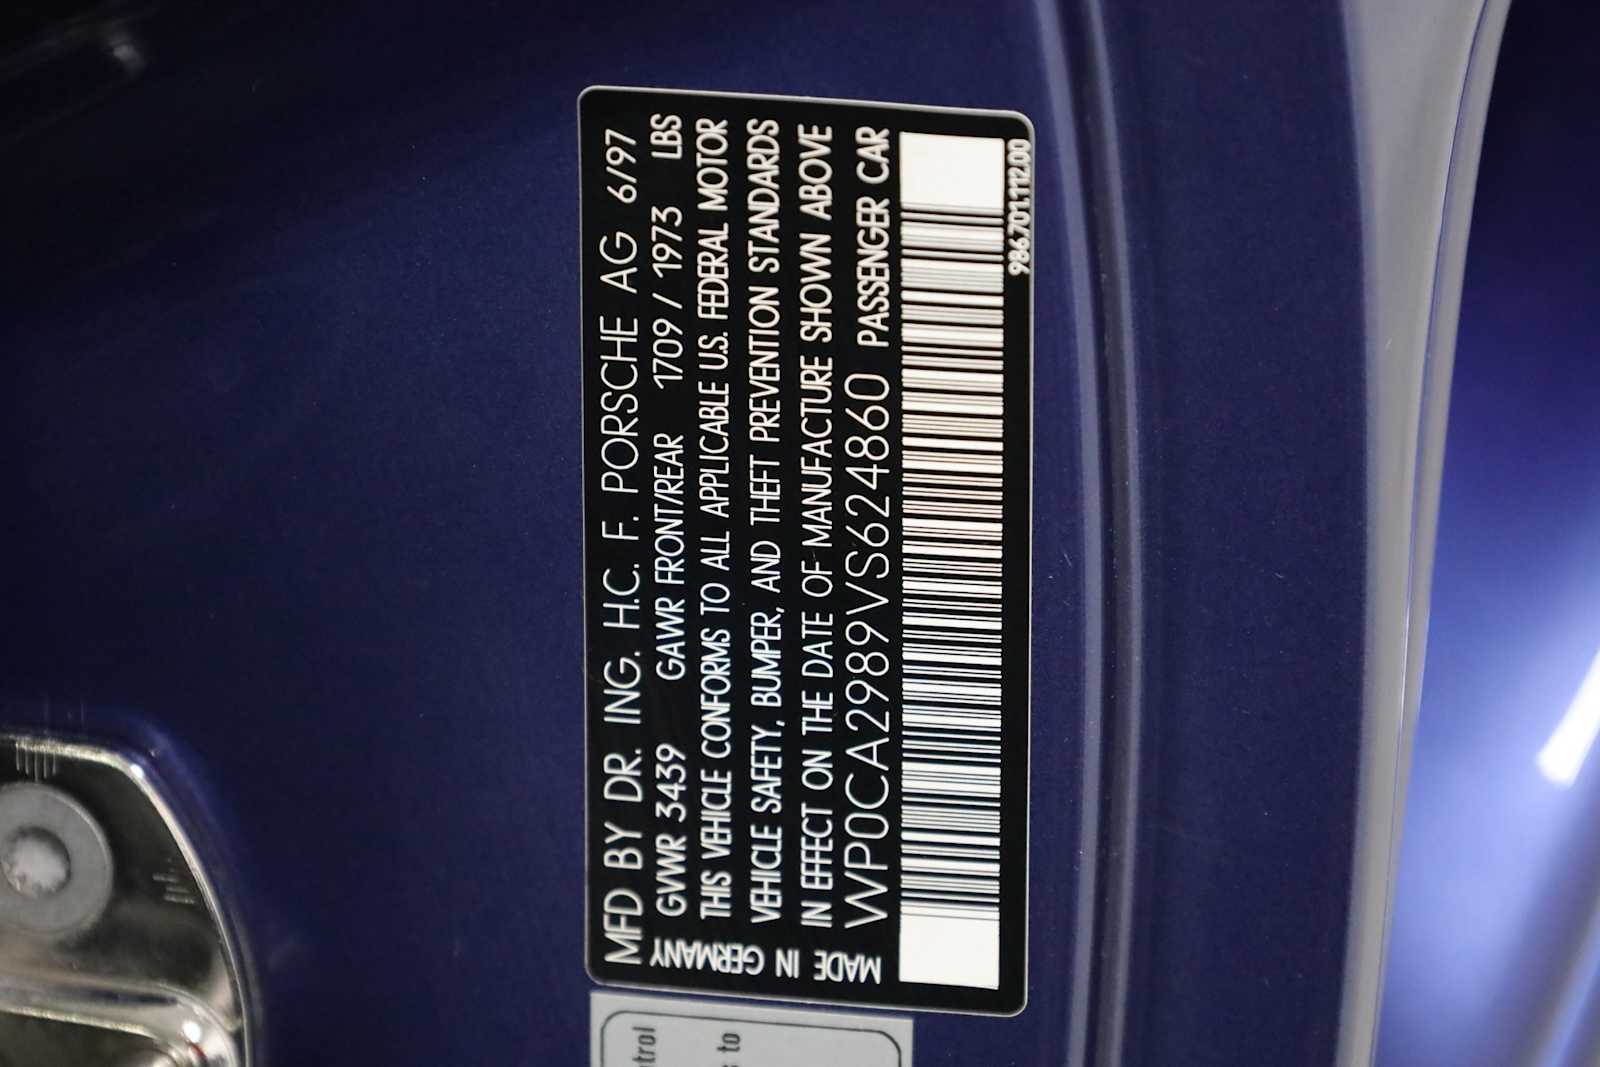 MFD BY DR. ING. H.C. F. PORSCHE AG 6/97
GVWR 3439 GAWR FRONT/REAR 1709 / 1973 LBS
THIS VEHICLE CONFORMS TO ALL APPLICABLE U.S. FEDERAL MOTOR
VEHICLE SAFETY, BUMPER, AND THEFT PREVENTION STANDARDS
IN EFFECT ON THE DATE OF MANUFACTURE SHOWN ABOVE
WP0CA2989VS624860 PASSENGER CAR
MADE IN GERMANY
986.701.112.00
trol
s to